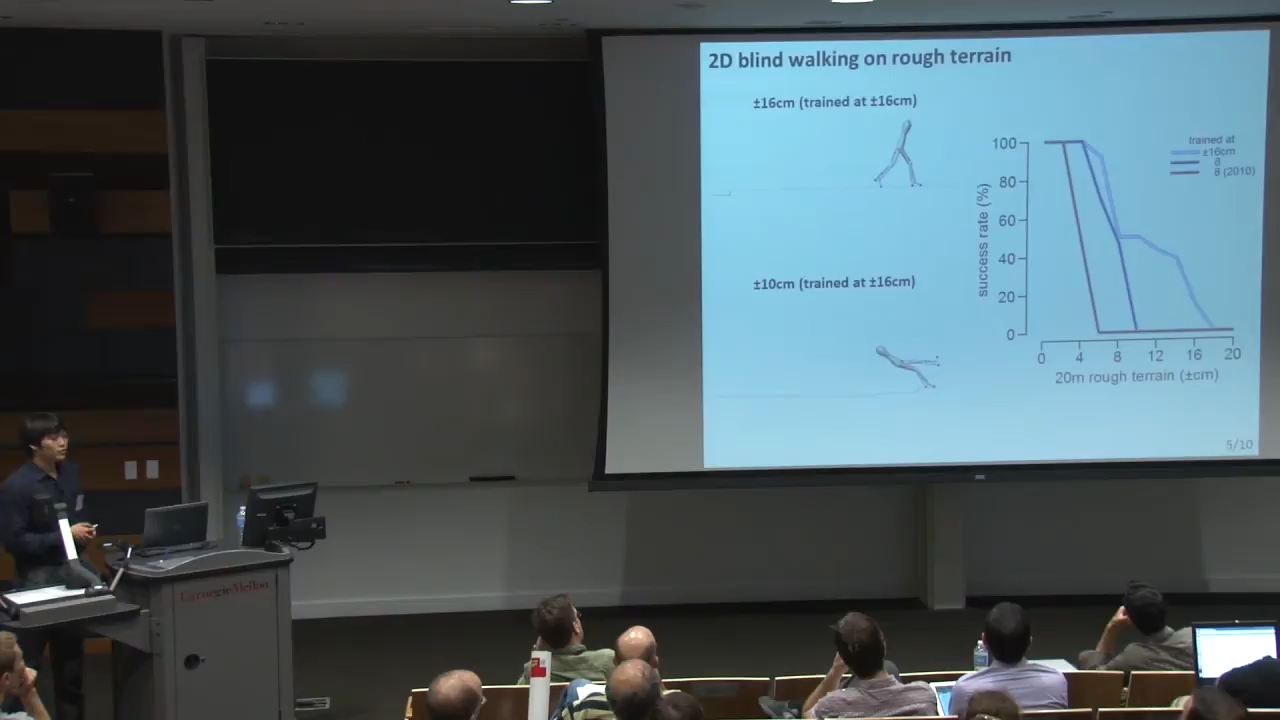 2D blind walking on rough terrain
±16cm (trained at ±16cm)
±10cm (trained at ±16cm)
trained at
±16cm
8
8 (2010)
success rate (%)
100
80
60
40
20
0
0 4 8 12 16 20
20m rough terrain (±cm)
5/10
Carnegie Mellon